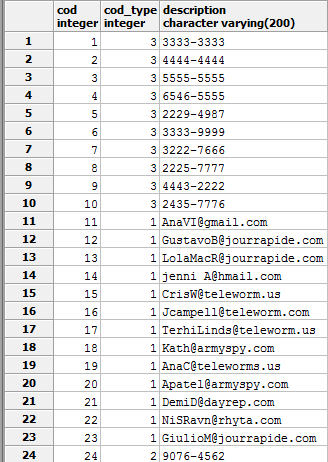 cod cod_type description
integer integer character varying(200)
1 1 3 3333-3333
2 2 3 4444-4444
3 3 3 5555-5555
4 4 3 6546-5555
5 5 3 2229-4987
6 6 3 3333-9999
7 7 3 3222-7666
8 8 3 2225-7777
9 9 3 4443-2222
10 10 3 2435-7776
11 11 1 AnaVI@gmail.com
12 12 1 GustavoB@jourrapide.com
13 13 1 LolaMacR@jourrapide.com
14 14 1 jenni A@hmail.com
15 15 1 CrisW@teleworm.us
16 16 1 Jcampell@teleworm.com
17 17 1 TerhiLinds@teleworm.us
18 18 1 Kath@armyspy.com
19 19 1 AnaC@teleworms.us
20 20 1 Apatel@armyspy.com
21 21 1 DemiD@dayrep.com
22 22 1 NiSRavn@rhyta.com
23 23 1 GiulioM@jourrapide.com
24 24 2 9076-4562